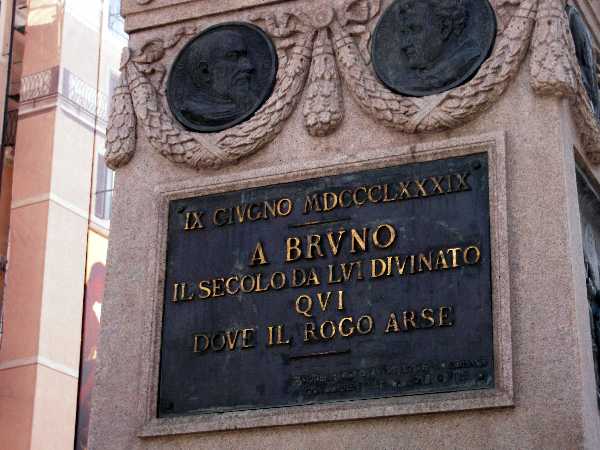 IX GIVGNO MDCCCLXXXIX
A BRVNO
IL SECOLO DA LVI DIVINATO
QVI
DOVE IL ROGO ARSE